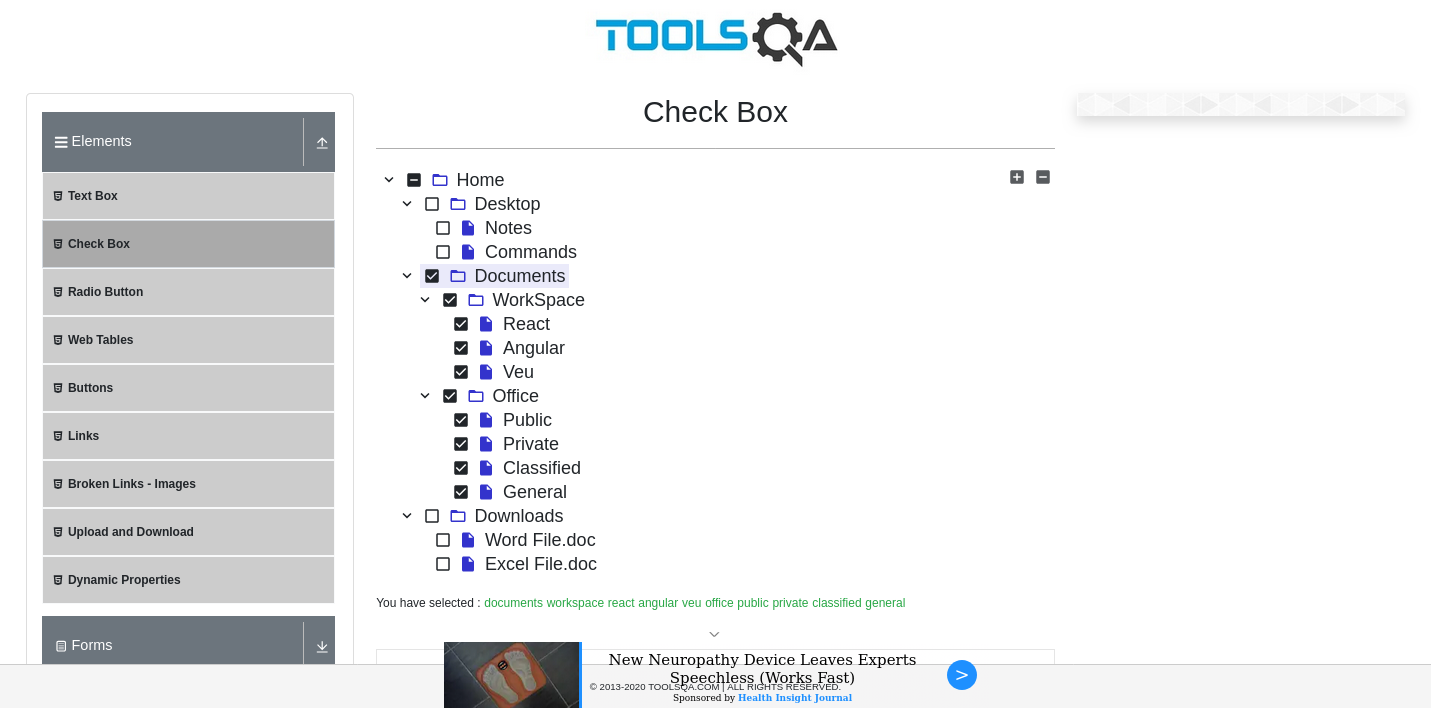 TOOLSQA
Elements
Text Box
Check Box
Radio Button
Web Tables
Buttons
Links
Broken Links - Images
Upload and Download
Dynamic Properties
Forms
Check Box
Home
Desktop
Notes
Commands
Documents
WorkSpace
React
Angular
Veu
Office
Public
Private
Classified
General
Downloads
Word File.doc
Excel File.doc
You have selected : documents workspace react angular veu office public private classified general
New Neuropathy Device Leaves Experts
Speechless (Works Fast)
© 2013-2020 TOOLSQA.COM | ALL RIGHTS RESERVED.
Sponsored by Health Insight Journal
>